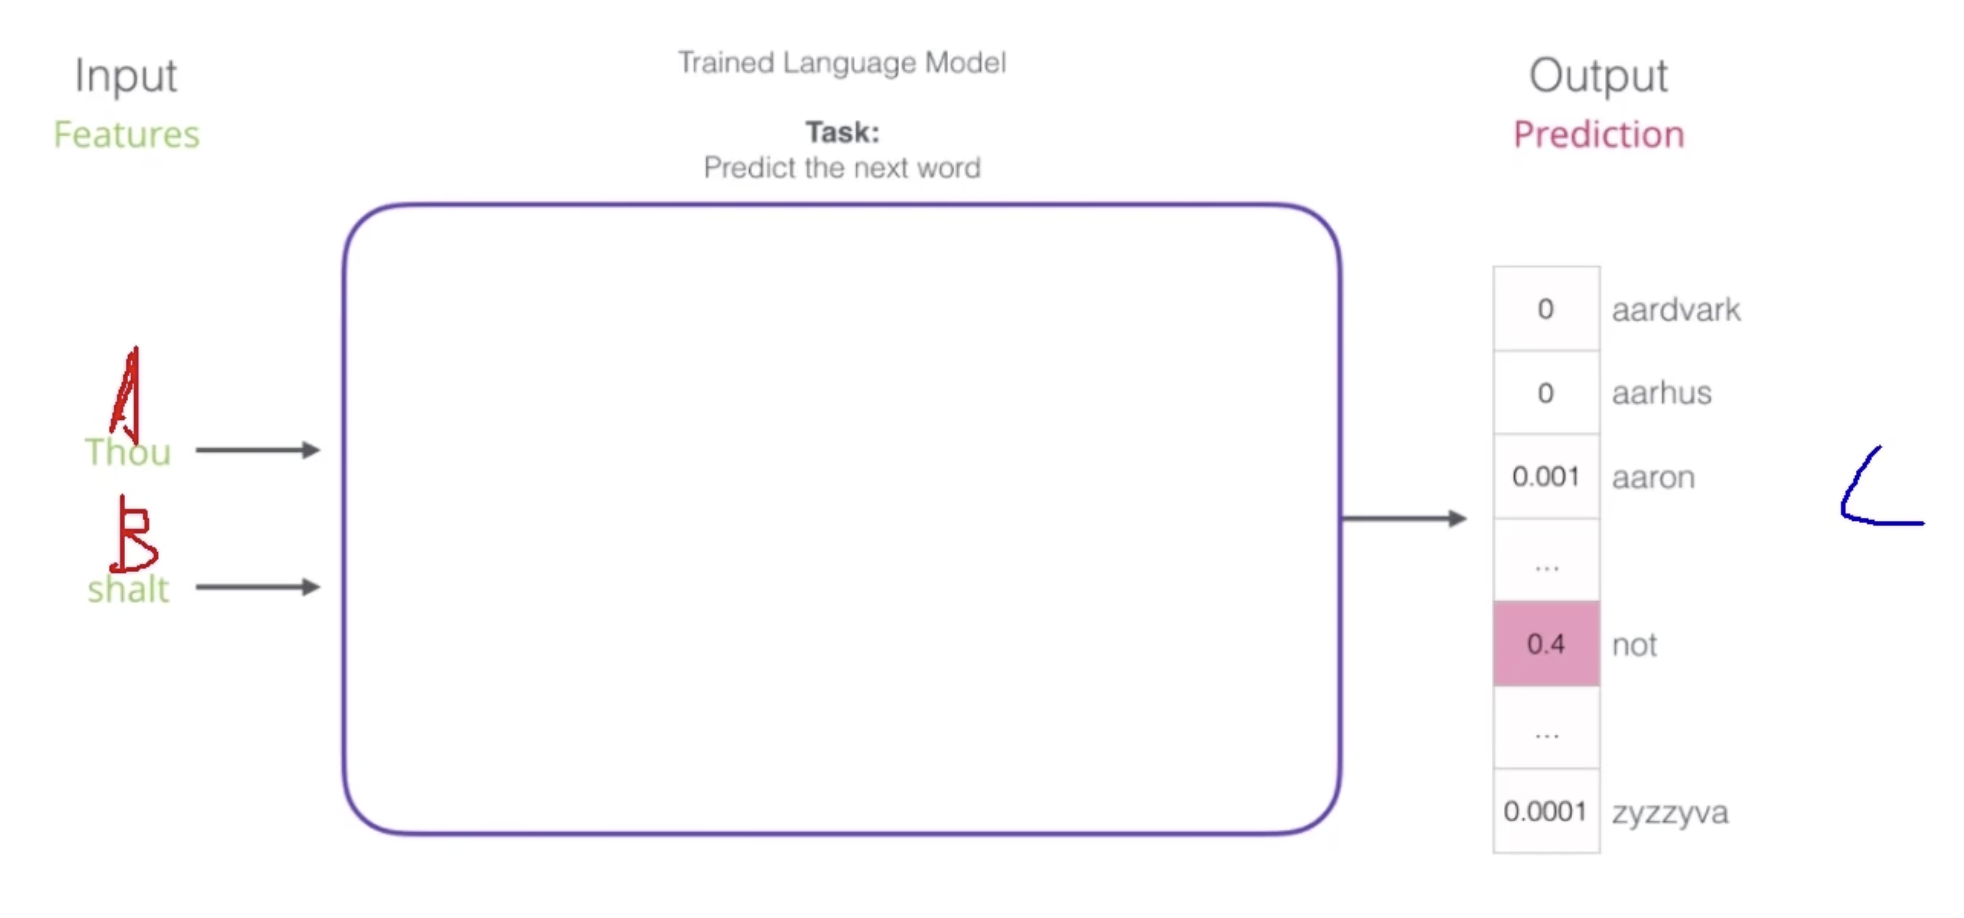 Input
Features
Trained Language Model
Task:
Predict the next word
Output
Prediction
A
Thou
B
shalt
0 aardvark
0 aarhus
0.001 aaron
...
0.4 not
...
0.0001 zyzzyva
C